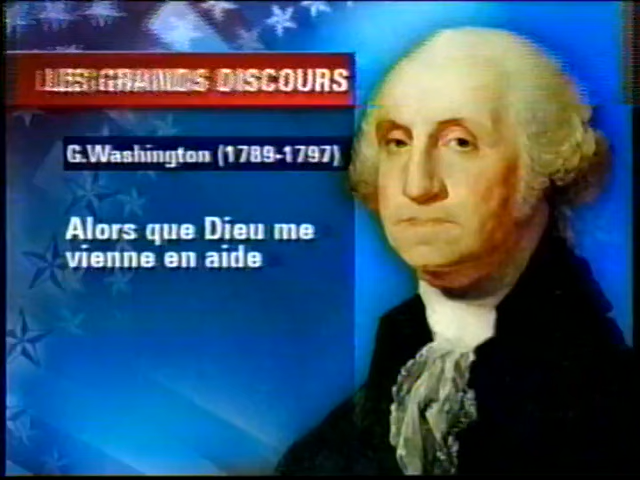 LES GRANDS DISCOURS
G.Washington (1789-1797)
Alors que Dieu me
vienne en aide